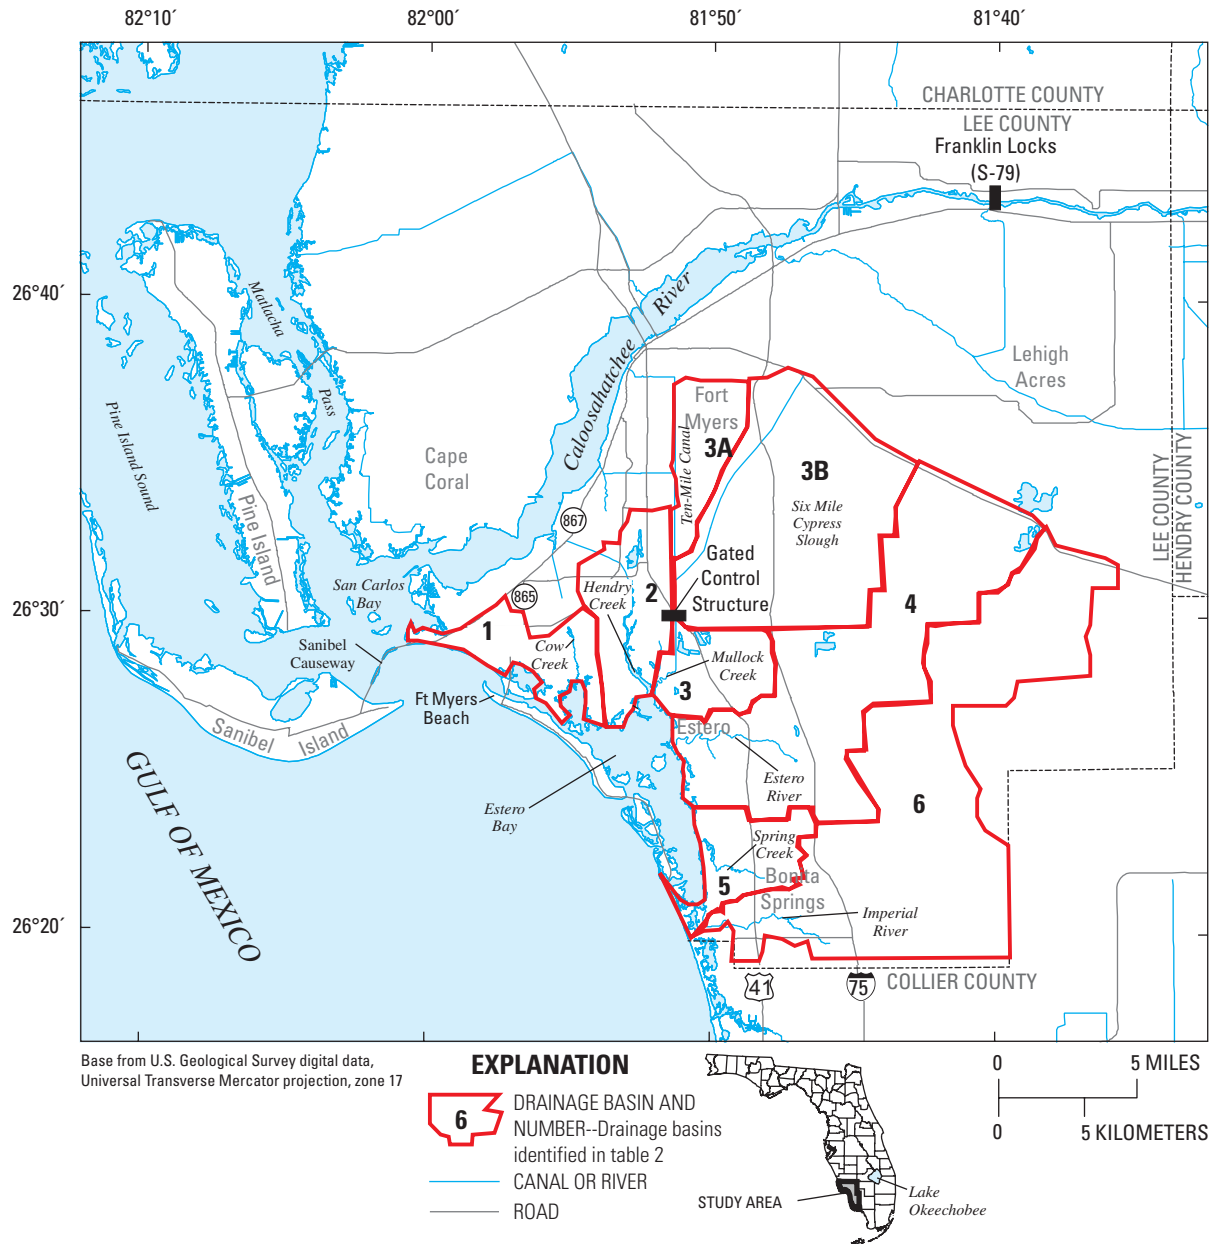 82°10´
82°00´
81°50´
81°40´
CHARLOTTE COUNTY
LEE COUNTY
Franklin Locks
(S-79)
26°40´
Matlacha
Pass
River
Caloosahatchee
Lehigh
Acres
Pine Island Sound
Pine Island
Cape
Coral
Fort
Myers
3A
Ten-Mile Canal
3B
Six Mile
Cypress
Slough
LEE COUNTY
HENDRY COUNTY
867
Gated
Control
Structure
26°30´
San Carlos
Bay
865
Hendry
Creek
2
4
1
Sanibel
Causeway
Cow
Creek
Mullock
Creek
3
Ft Myers
Beach
Sanibel Island
Estero
GULF OF MEXICO
Estero
River
Estero
Bay
6
Spring
Creek
5
Bonita
Springs
Imperial
River
26°20´
41
75
COLLIER COUNTY
Base from U.S. Geological Survey digital data,
Universal Transverse Mercator projection, zone 17
EXPLANATION
6
DRAINAGE BASIN AND
NUMBER--Drainage basins
identified in table 2
CANAL OR RIVER
ROAD
STUDY AREA
Lake
Okeechobee
0 5 MILES
0 5 KILOMETERS